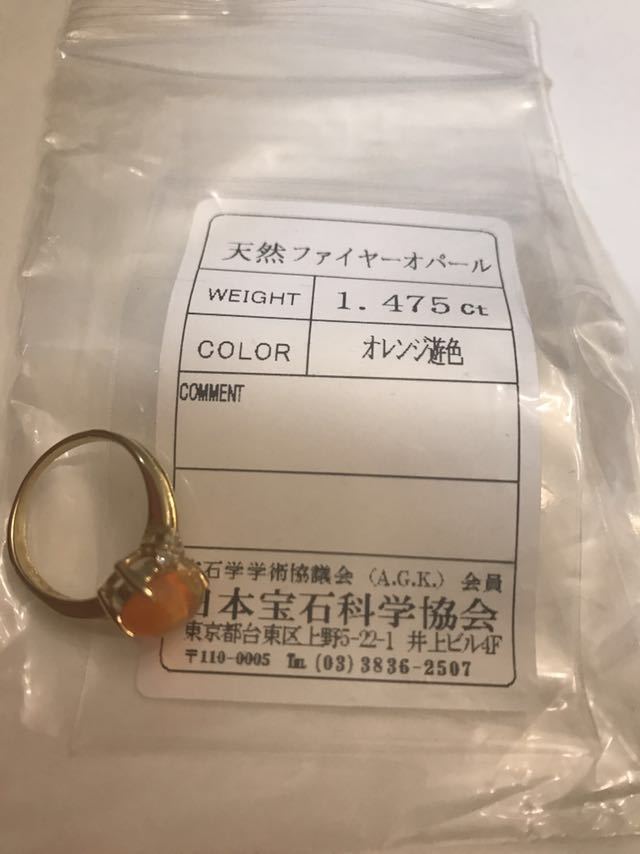 天然ファイヤーオパール
WEIGHT 1.475ct
COLOR オレンジ遊色
COMMENT
石学学術協議会 (A.G.K.) 会員
日本宝石科学協会
東京都台東区上野5-22-1 井上ビル4F
〒110-0005 TEL (03) 3836-2507